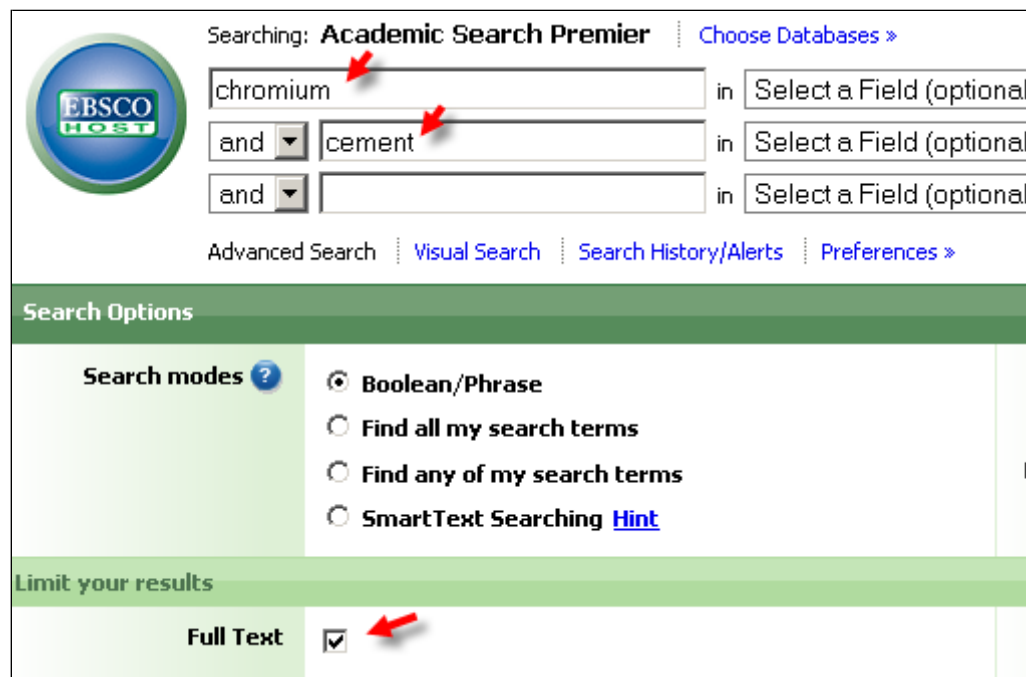 Searching: Academic Search Premier Choose Databases »
EBSCO
HOST
chromium in Select a Field (optional
and cement in Select a Field (optional
and in Select a Field (optional
Advanced Search Visual Search Search History/Alerts Preferences »
Search Options
Search modes ?
Boolean/Phrase
Find all my search terms
Find any of my search terms
SmartText Searching Hint
Limit your results
Full Text